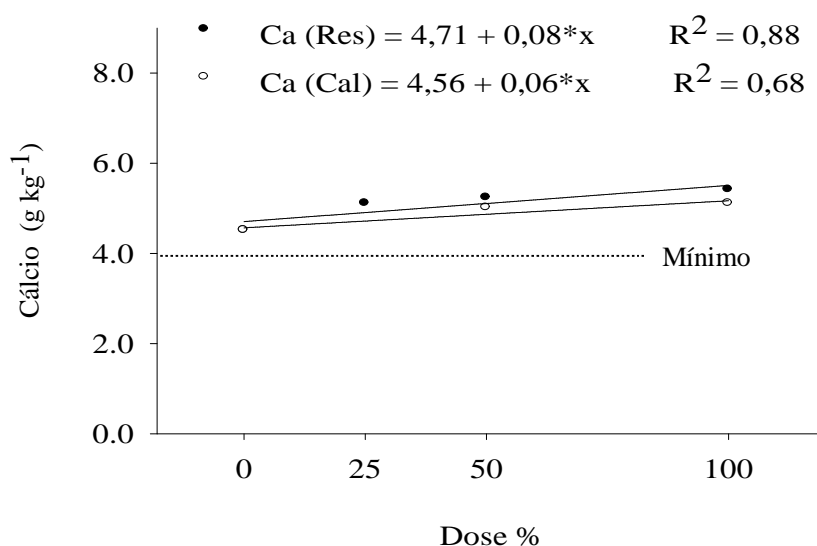 Ca (Res) = 4,71 + 0,08*x R² = 0,88
Ca (Cal) = 4,56 + 0,06*x R² = 0,68
8.0
6.0
4.0
2.0
0.0
Cálcio (g kg⁻¹)
Mínimo
0 25 50 100
Dose %